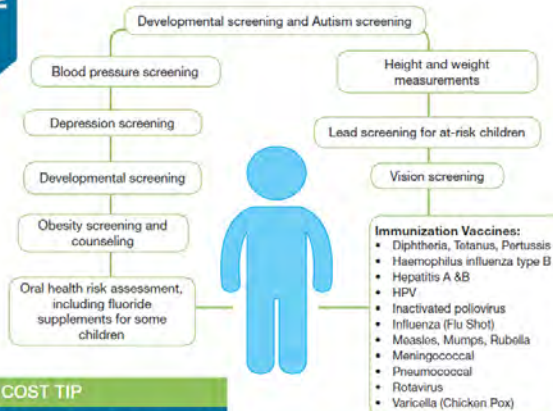 Developmental screening and Autism screening
Blood pressure screening
Depression screening
Developmental screening
Obesity screening and
counseling
Oral health risk assessment,
including fluoride
supplements for some
children
Height and weight
measurements
Lead screening for at-risk children
Vision screening
Immunization Vaccines:
• Diphtheria, Tetanus, Pertussis
• Haemophilus influenza type B
• Hepatitis A &B
• HPV
• Inactivated poliovirus
• Influenza (Flu Shot)
• Measles, Mumps, Rubella
• Meningococcal
• Pneumococcal
• Rotavirus
• Varicella (Chicken Pox)
COST TIP